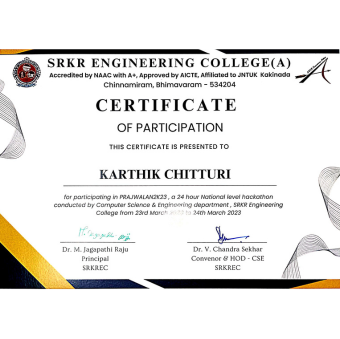 SRKR ENGINEERING COLLEGE(A)
Accredited by NAAC with A+, Approved by AICTE, Affiliated to JNTUK Kakinada
Chinnamiram, Bhimavaram - 534204
CERTIFICATE
OF PARTICIPATION
THIS CERTIFICATE IS PRESENTED TO
KARTHIK CHITTURI
for participating in PRAJWALAN2K23 , a 24 hour National level hackathon
conducted by Computer Science & Engineering department , SRKR Engineering
College from 23rd March 2023 to 24th March 2023
Dr. M. Jagapathi Raju
Principal
SRKREC
Dr. V. Chandra Sekhar
Convenor & HOD - CSE
SRKREC